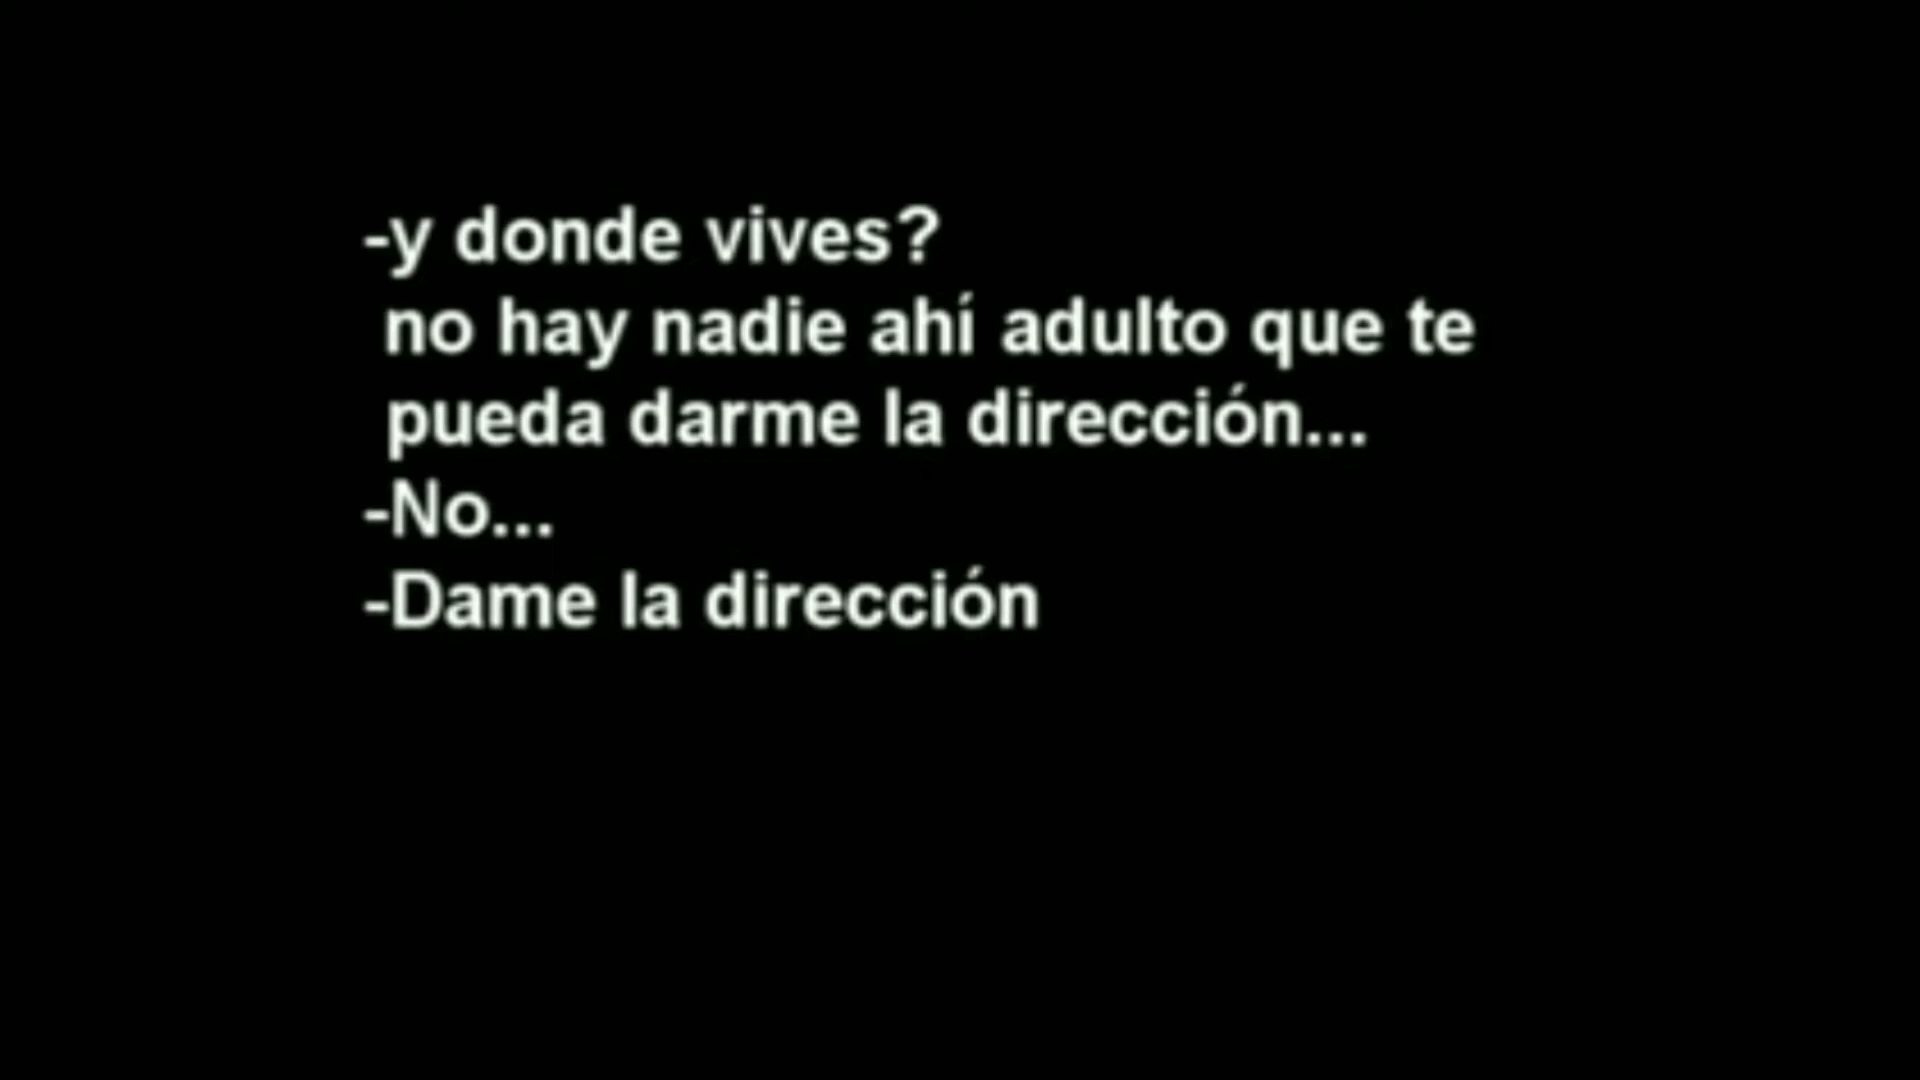 -y donde vives?
no hay nadie ahí adulto que te
pueda darme la dirección...
-No...
-Dame la dirección